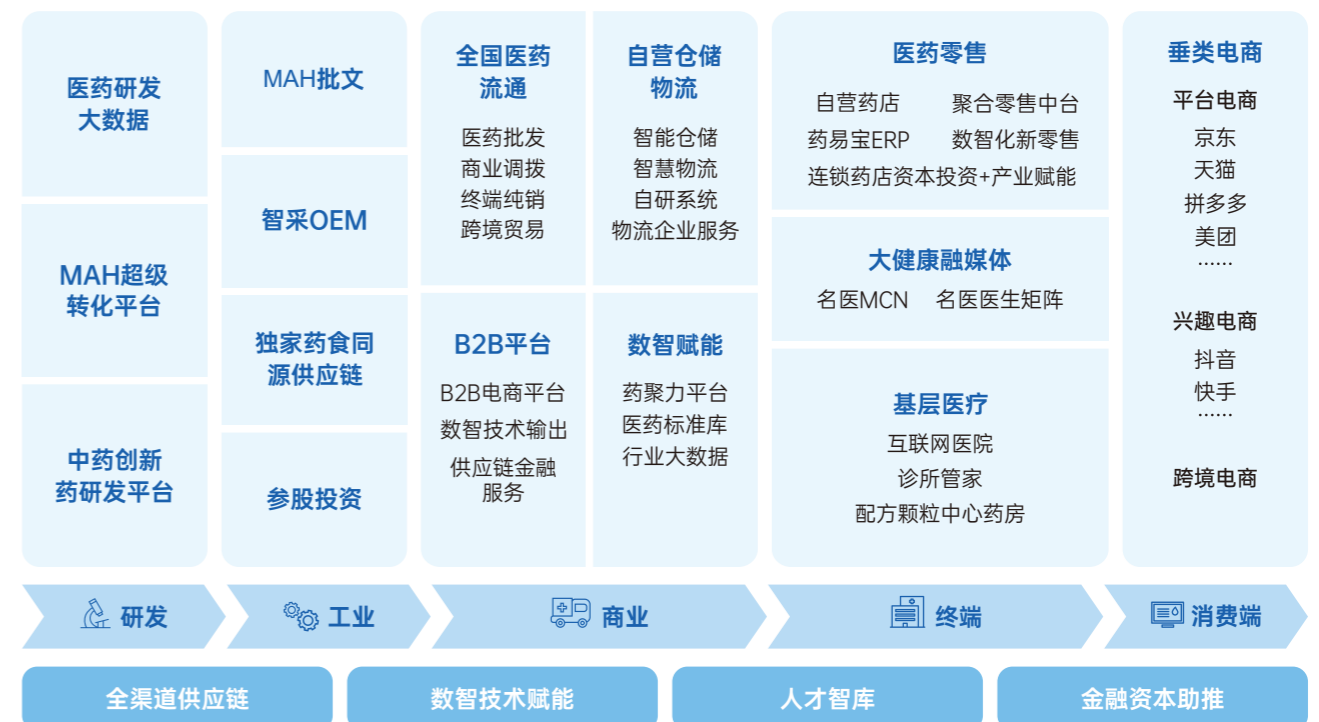 医药研发
大数据
MAH超级
转化平台
中药创新
药研发平台
MAH批文
智采OEM
独家药食同
源供应链
参股投资
全国医药
流通
医药批发
商业调拨
终端纯销
跨境贸易
自营仓储
物流
智能仓储
智慧物流
自研系统
物流企业服务
B2B平台
B2B电商平台
数智技术输出
供应链金融
服务
数智赋能
药聚力平台
医药标准库
行业大数据
医药零售
自营药店 聚合零售中台
药易宝ERP 数智化新零售
连锁药店资本投资+产业赋能
大健康融媒体
名医MCN 名医医生矩阵
基层医疗
互联网医院
诊所管家
配方颗粒中心药房
垂类电商
平台电商
京东
天猫
拼多多
美团
……
兴趣电商
抖音
快手
……
跨境电商
研发
工业
商业
终端
消费端
全渠道供应链
数智技术赋能
人才智库
金融资本助推